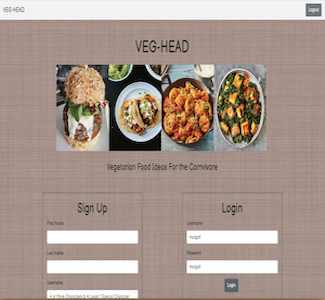 VEG-HEAD
Logout
VEG-HEAD
Vegetarian Food Ideas For the Carnivore
Sign Up
First Name
Last Name
Username
8 or More Characters & At Least 1 Special Character
Login
Username
margot
Password
margot
Login